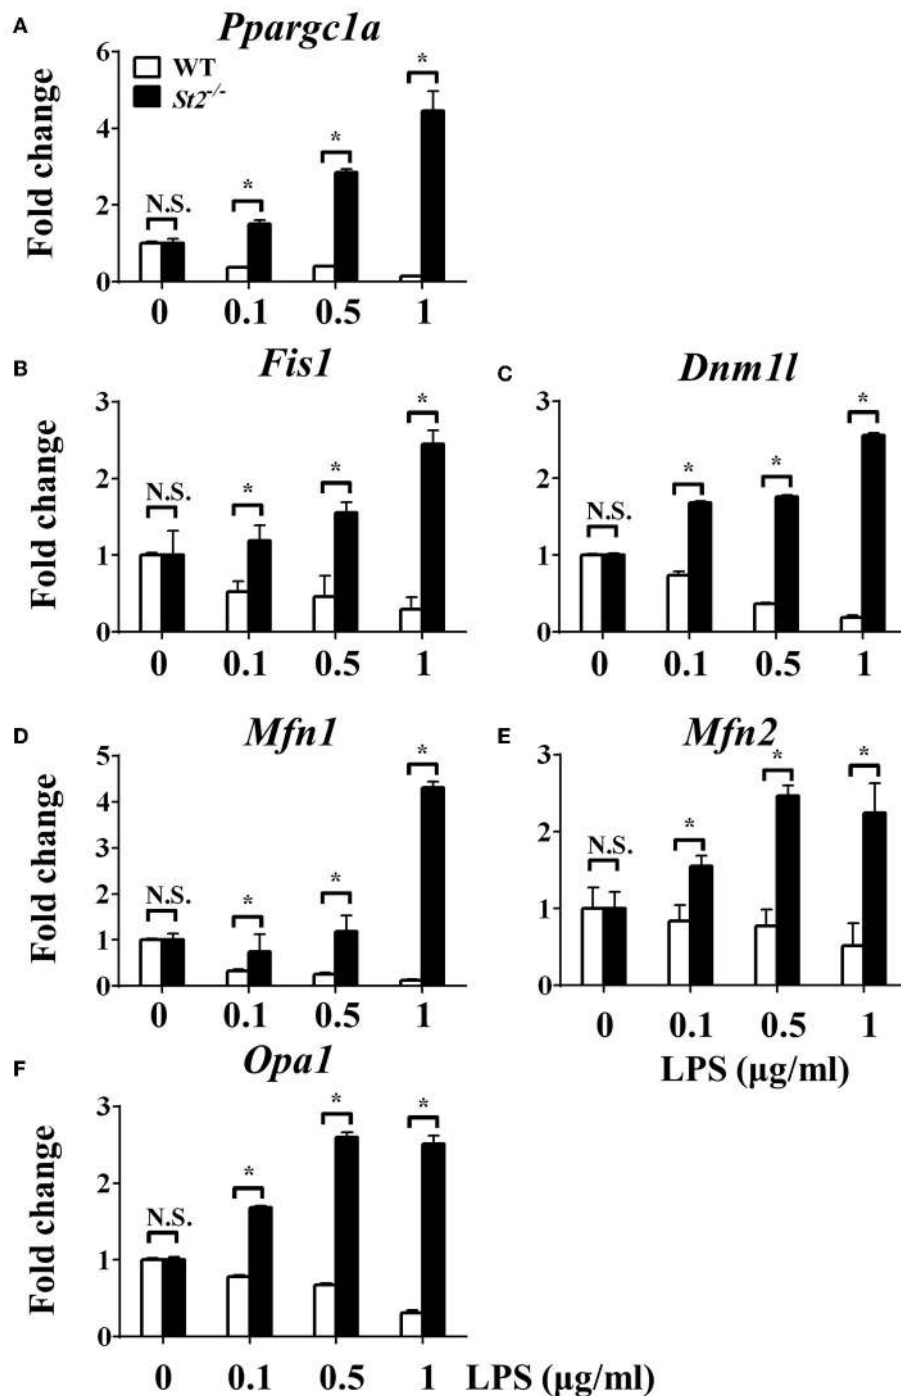 A
Ppargc1a
Fold change
6
4
2
0
WT
St2-/-
N.S.
*
*
*
0 0.1 0.5 1
B
Fis1
Fold change
3
2
1
0
N.S.
*
*
*
0 0.1 0.5 1
C
Dnm1l
3
2
1
0
N.S.
*
*
*
0 0.1 0.5 1
D
Mfn1
Fold change
5
4
3
2
1
0
N.S.
*
*
*
0 0.1 0.5 1
E
Mfn2
3
2
1
0
N.S.
*
*
*
0 0.1 0.5 1
LPS (µg/ml)
F
Opa1
Fold change
3
2
1
0
N.S.
*
*
*
0 0.1 0.5 1 LPS (µg/ml)